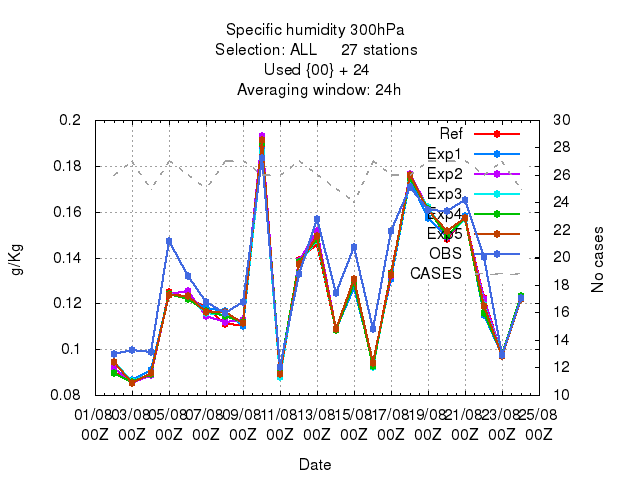 Specific humidity 300hPa
Selection: ALL 27 stations
Used {00} + 24
Averaging window: 24h
0.2
0.18
0.16
0.14
0.12
0.1
0.08
g/Kg
30
28
26
24
22
20
18
16
14
12
10
No cases
Ref
Exp1
Exp2
Exp3
Exp4
Exp5
OBS
CASES
01/08 03/08 05/08 07/08 09/08 11/08 13/08 15/08 17/08 19/08 21/08 23/08 25/08
00Z 00Z 00Z 00Z 00Z 00Z 00Z 00Z 00Z 00Z 00Z 00Z 00Z
Date